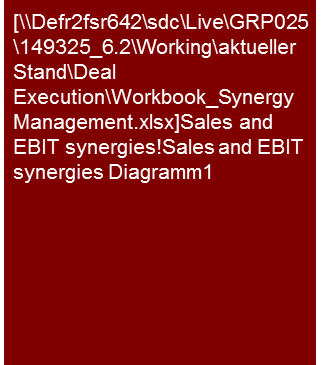 [\\Defr2fsr642\sdc\Live\GRP025
\149325_6.2\Working\aktueller
Stand\Deal
Execution\Workbook_Synergy
Management.xlsx]Sales and
EBIT synergies!Sales and EBIT
synergies Diagramm1